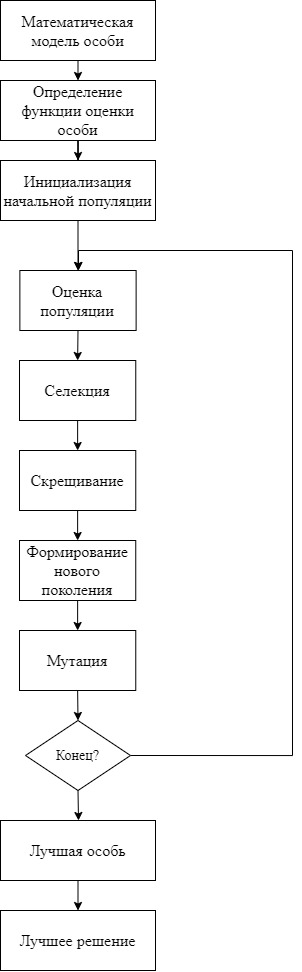 Математическая
модель особи
Определение
функции оценки
особи
Инициализация
начальной популяции
Оценка
популяции
Селекция
Скрещивание
Формирование
нового
поколения
Мутация
Конец?
Лучшая особь
Лучшее решение